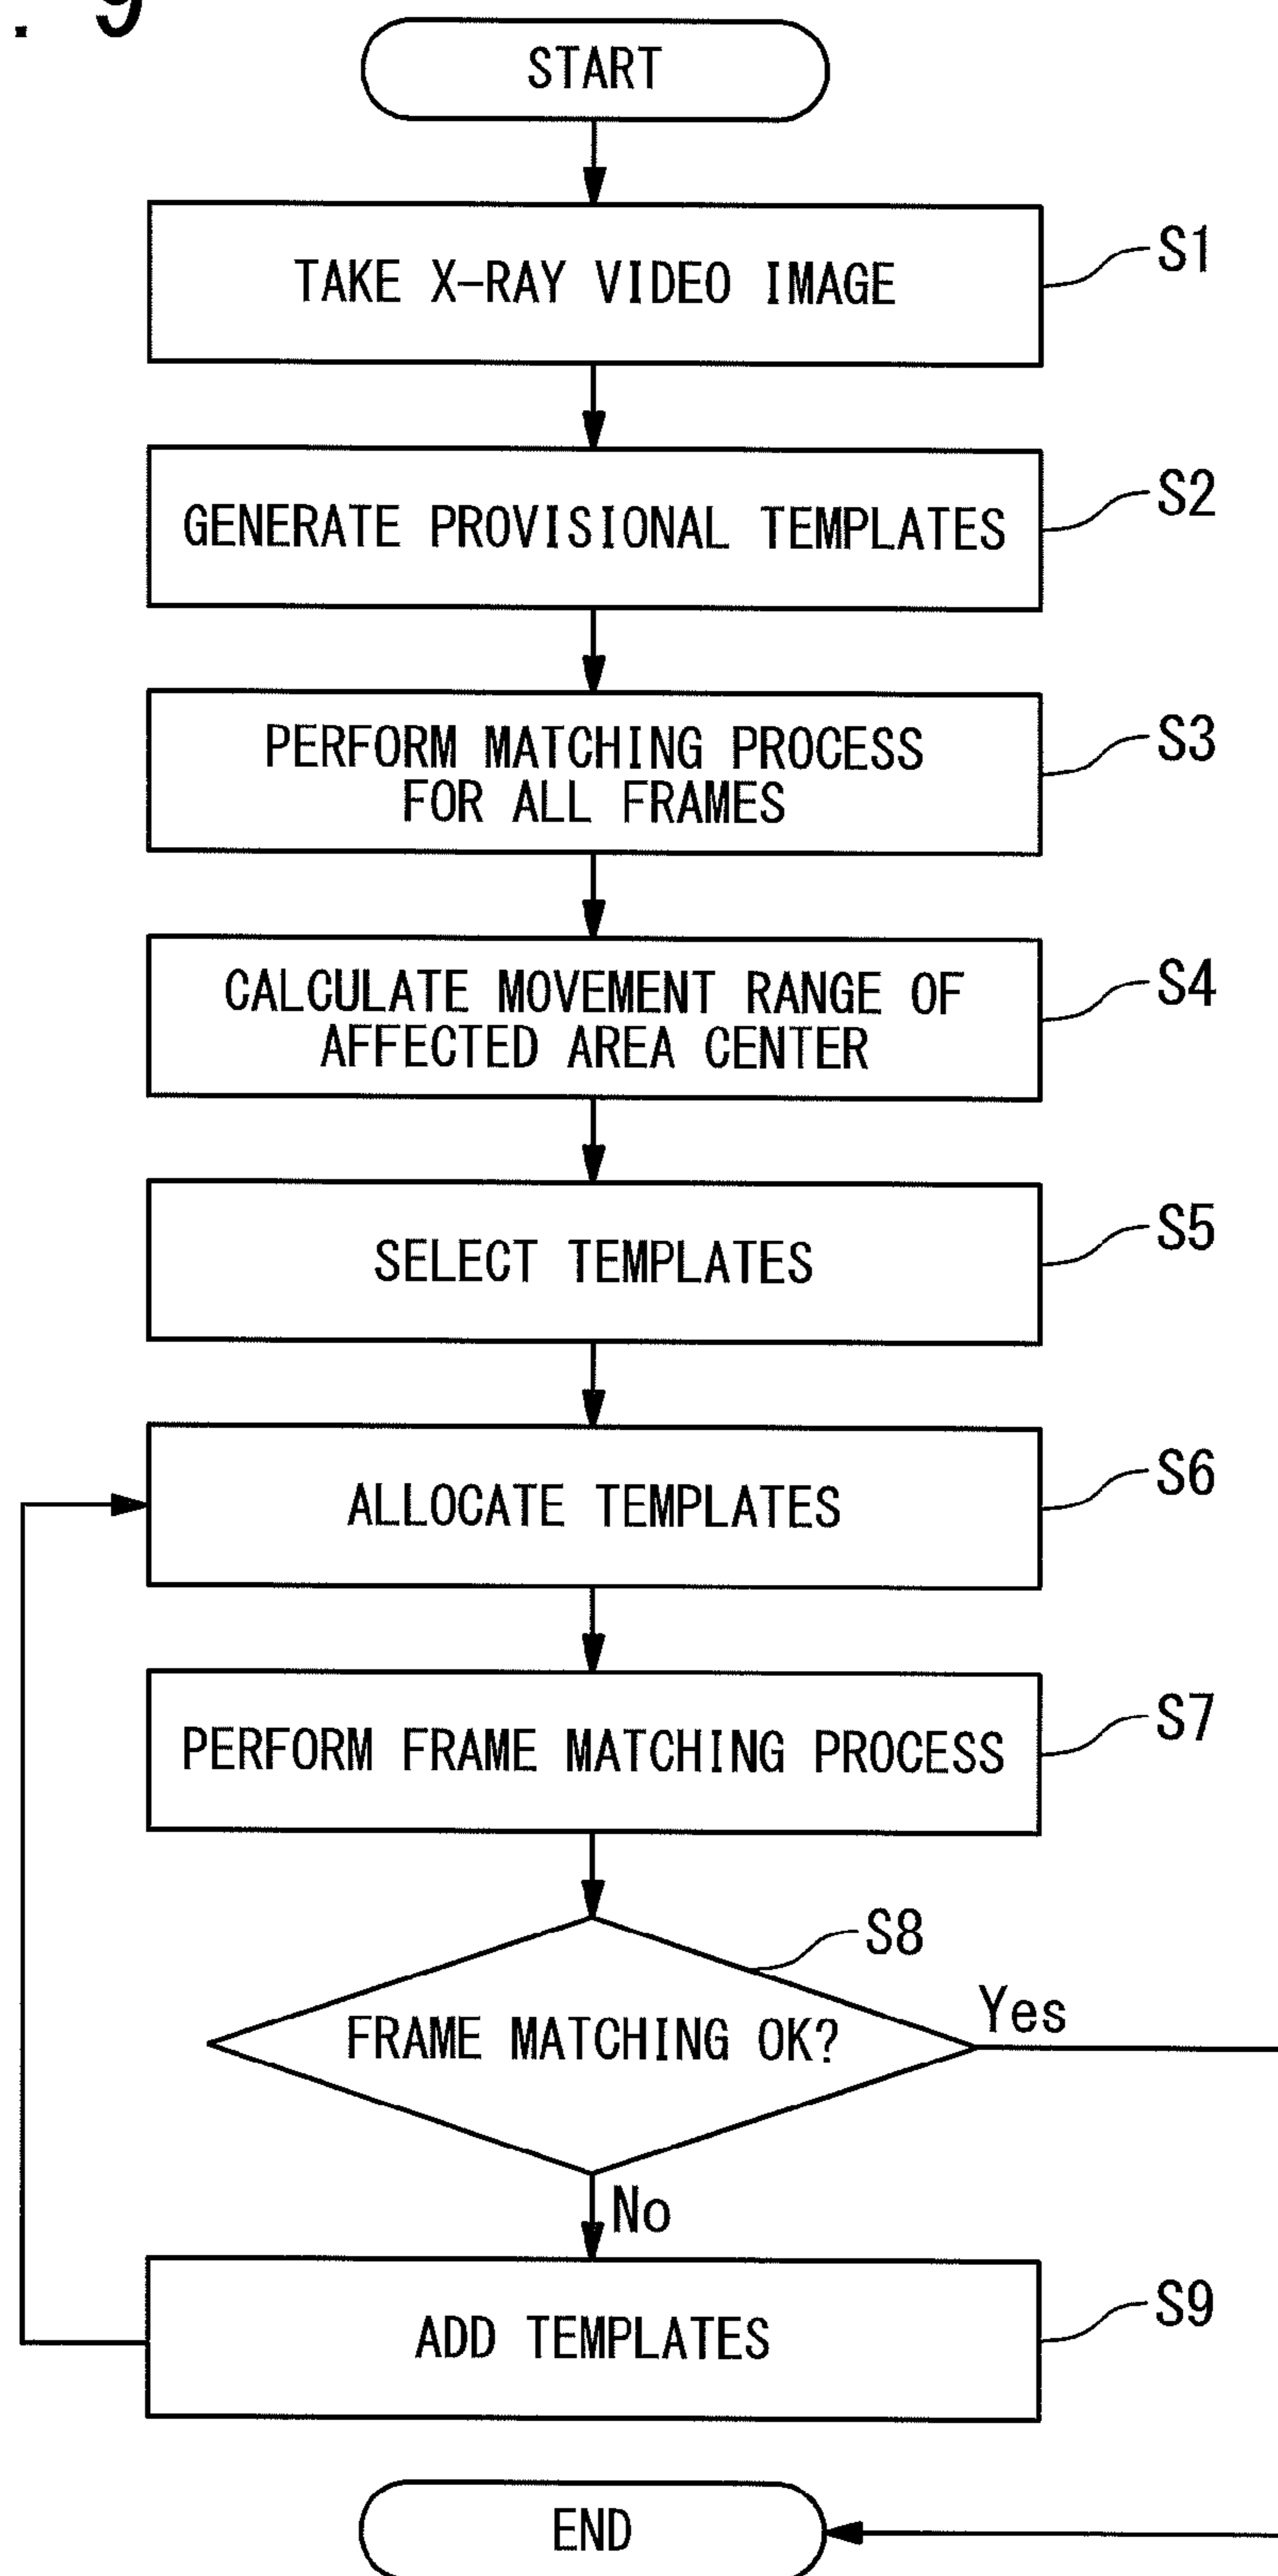 . 9
START
TAKE X-RAY VIDEO IMAGE
S1
GENERATE PROVISIONAL TEMPLATES
S2
PERFORM MATCHING PROCESS
FOR ALL FRAMES
S3
CALCULATE MOVEMENT RANGE OF
AFFECTED AREA CENTER
S4
SELECT TEMPLATES
S5
ALLOCATE TEMPLATES
S6
PERFORM FRAME MATCHING PROCESS
S7
S8
FRAME MATCHING OK?
Yes
No
ADD TEMPLATES
S9
END